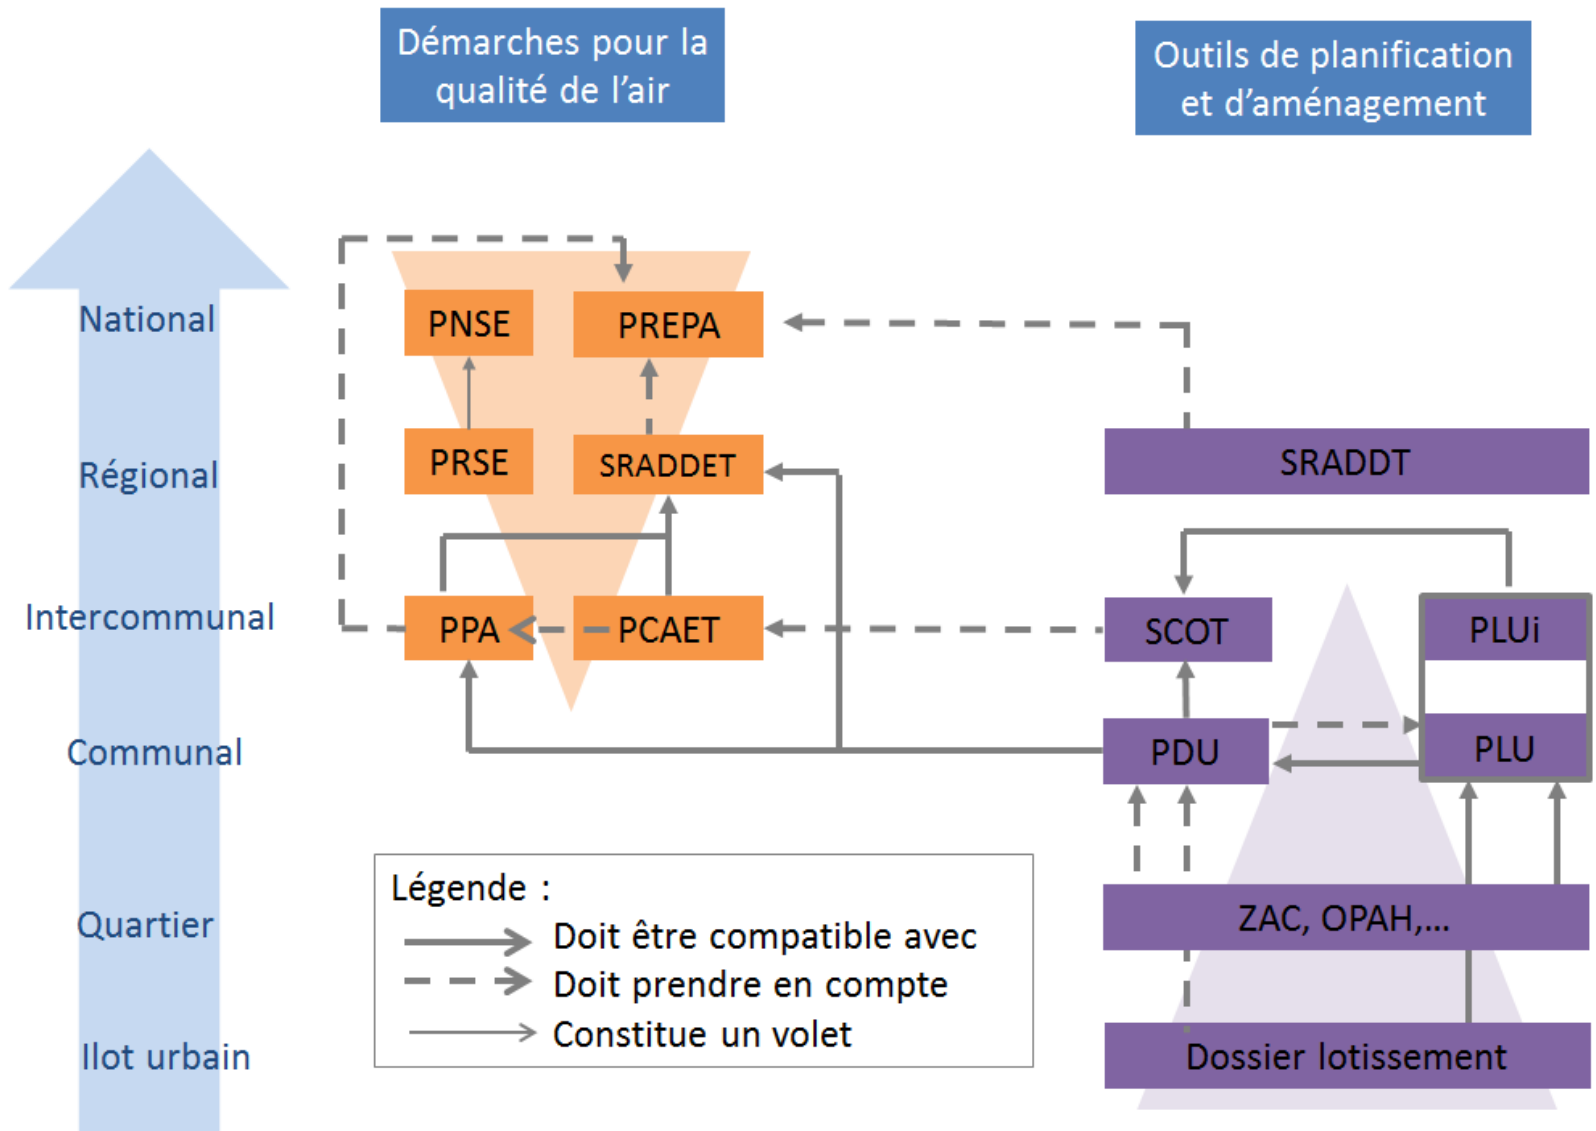 Démarches pour la
qualité de l’air
Outils de planification
et d’aménagement
National
PNSE
PREPA
Régional
PRSE
SRADDET
SRADDT
Intercommunal
PPA
PCAET
SCOT
PLUi
Communal
PDU
PLU
Légende :
Doit être compatible avec
Doit prendre en compte
Constitue un volet
Quartier
ZAC, OPAH,...
Ilot urbain
Dossier lotissement